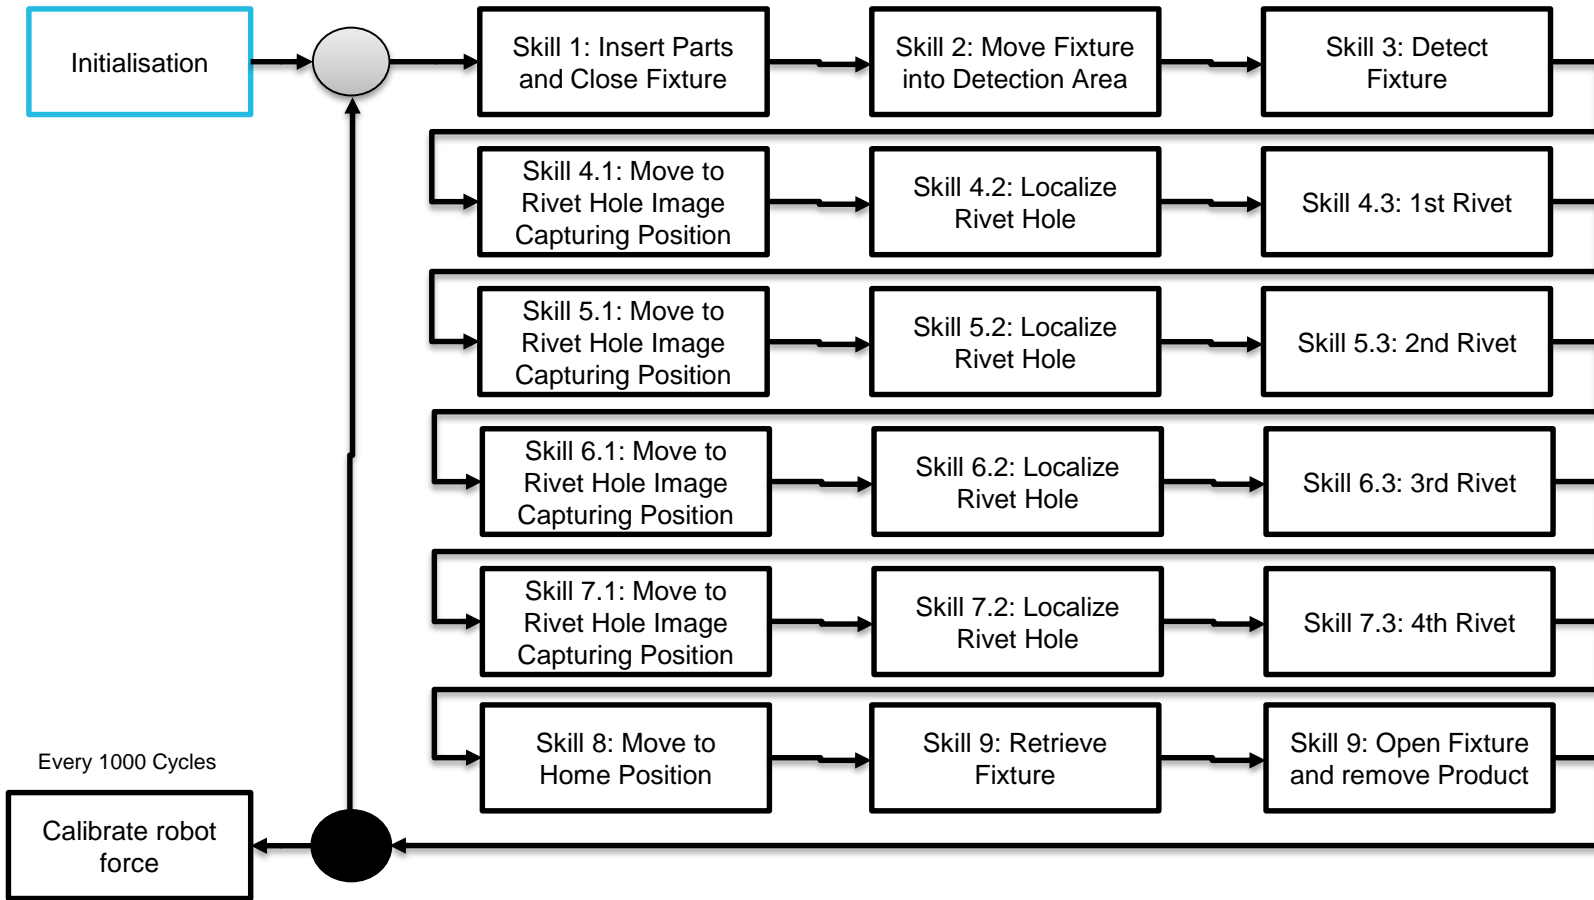 Initialisation
Skill 1: Insert Parts
and Close Fixture
Skill 2: Move Fixture
into Detection Area
Skill 3: Detect
Fixture
Skill 4.1: Move to
Rivet Hole Image
Capturing Position
Skill 4.2: Localize
Rivet Hole
Skill 4.3: 1st Rivet
Skill 5.1: Move to
Rivet Hole Image
Capturing Position
Skill 5.2: Localize
Rivet Hole
Skill 5.3: 2nd Rivet
Skill 6.1: Move to
Rivet Hole Image
Capturing Position
Skill 6.2: Localize
Rivet Hole
Skill 6.3: 3rd Rivet
Skill 7.1: Move to
Rivet Hole Image
Capturing Position
Skill 7.2: Localize
Rivet Hole
Skill 7.3: 4th Rivet
Skill 8: Move to
Home Position
Skill 9: Retrieve
Fixture
Skill 9: Open Fixture
and remove Product
Every 1000 Cycles
Calibrate robot
force